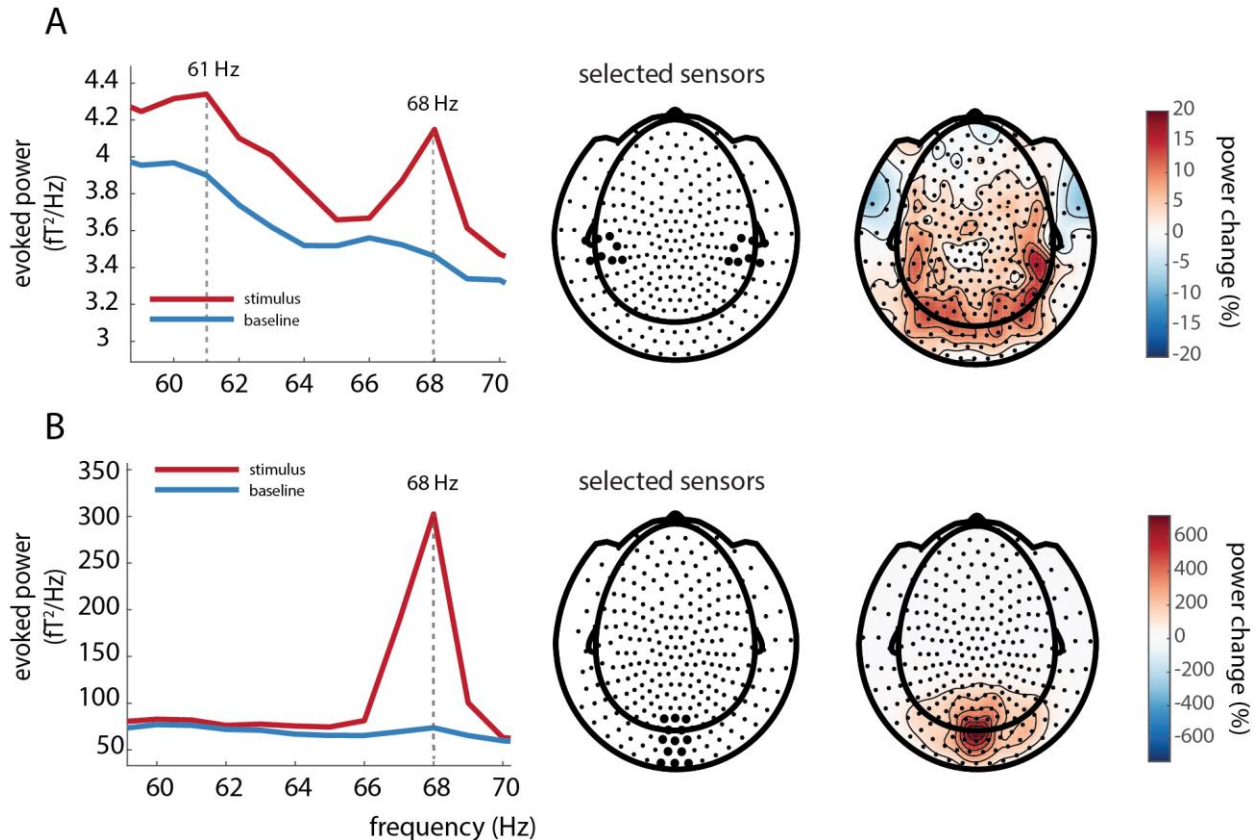 A
61 Hz
68 Hz
selected sensors
4.4
4.2
4
3.8
3.6
3.4
3.2
3
evoked power
(fT²/Hz)
stimulus
baseline
60
62
64
66
68
70
20
15
10
5
0
-5
-10
-15
-20
power change (%)
B
stimulus
baseline
68 Hz
selected sensors
350
300
250
200
150
100
50
evoked power
(fT²/Hz)
60
62
64
66
68
70
frequency (Hz)
600
400
200
0
-200
-400
-600
power change (%)